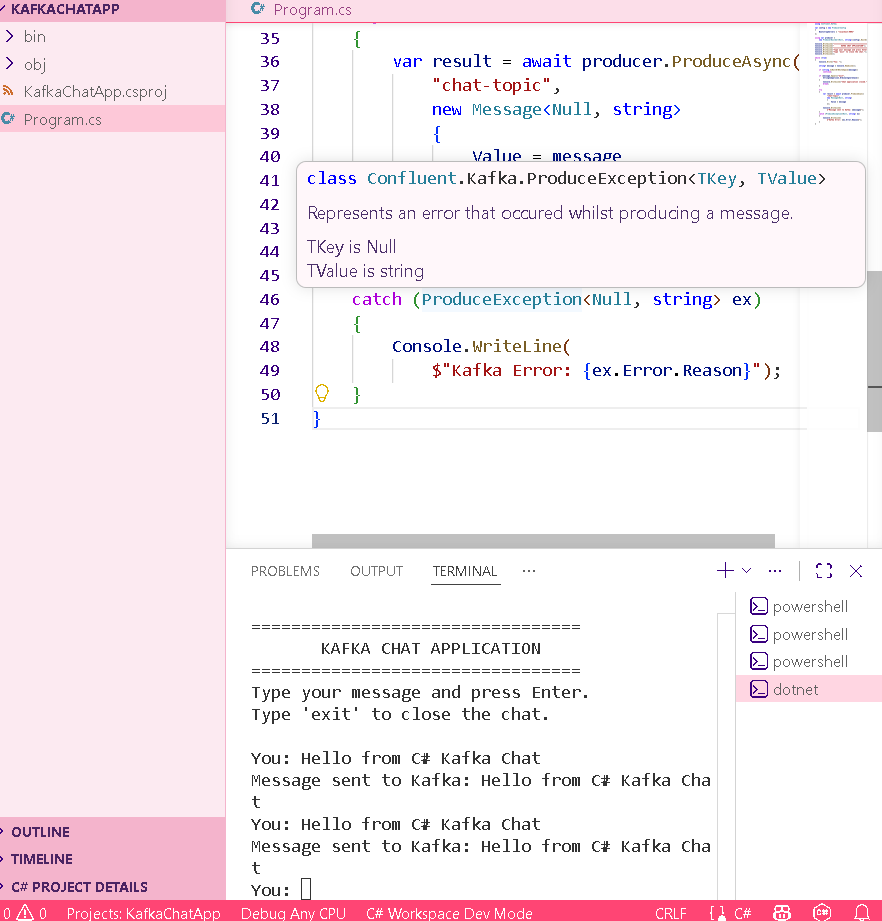 KAFKACHATAPP
bin
obj
KafkaChatApp.csproj
Program.cs
OUTLINE
TIMELINE
C# PROJECT DETAILS
Program.cs
35 {
36 var result = await producer.ProduceAsync(
37 "chat-topic",
38 new Message<Null, string>
39 {
40 Value = message
41
42
43
44
45
class Confluent.Kafka.ProduceException<TKey, TValue>
Represents an error that occured whilst producing a message.
TKey is Null
TValue is string
46 catch (ProduceException<Null, string> ex)
47 {
48 Console.WriteLine(
49 $"Kafka Error: {ex.Error.Reason}");
50 }
51 }
PROBLEMS OUTPUT TERMINAL ...
=================================
KAFKA CHAT APPLICATION
=================================
Type your message and press Enter.
Type 'exit' to close the chat.
You: Hello from C# Kafka Chat
Message sent to Kafka: Hello from C# Kafka Cha
t
You: Hello from C# Kafka Chat
Message sent to Kafka: Hello from C# Kafka Cha
t
You:
powershell
powershell
powershell
dotnet
0 0 Projects: KafkaChatApp Debug Any CPU C# Workspace Dev Mode CRLF C#